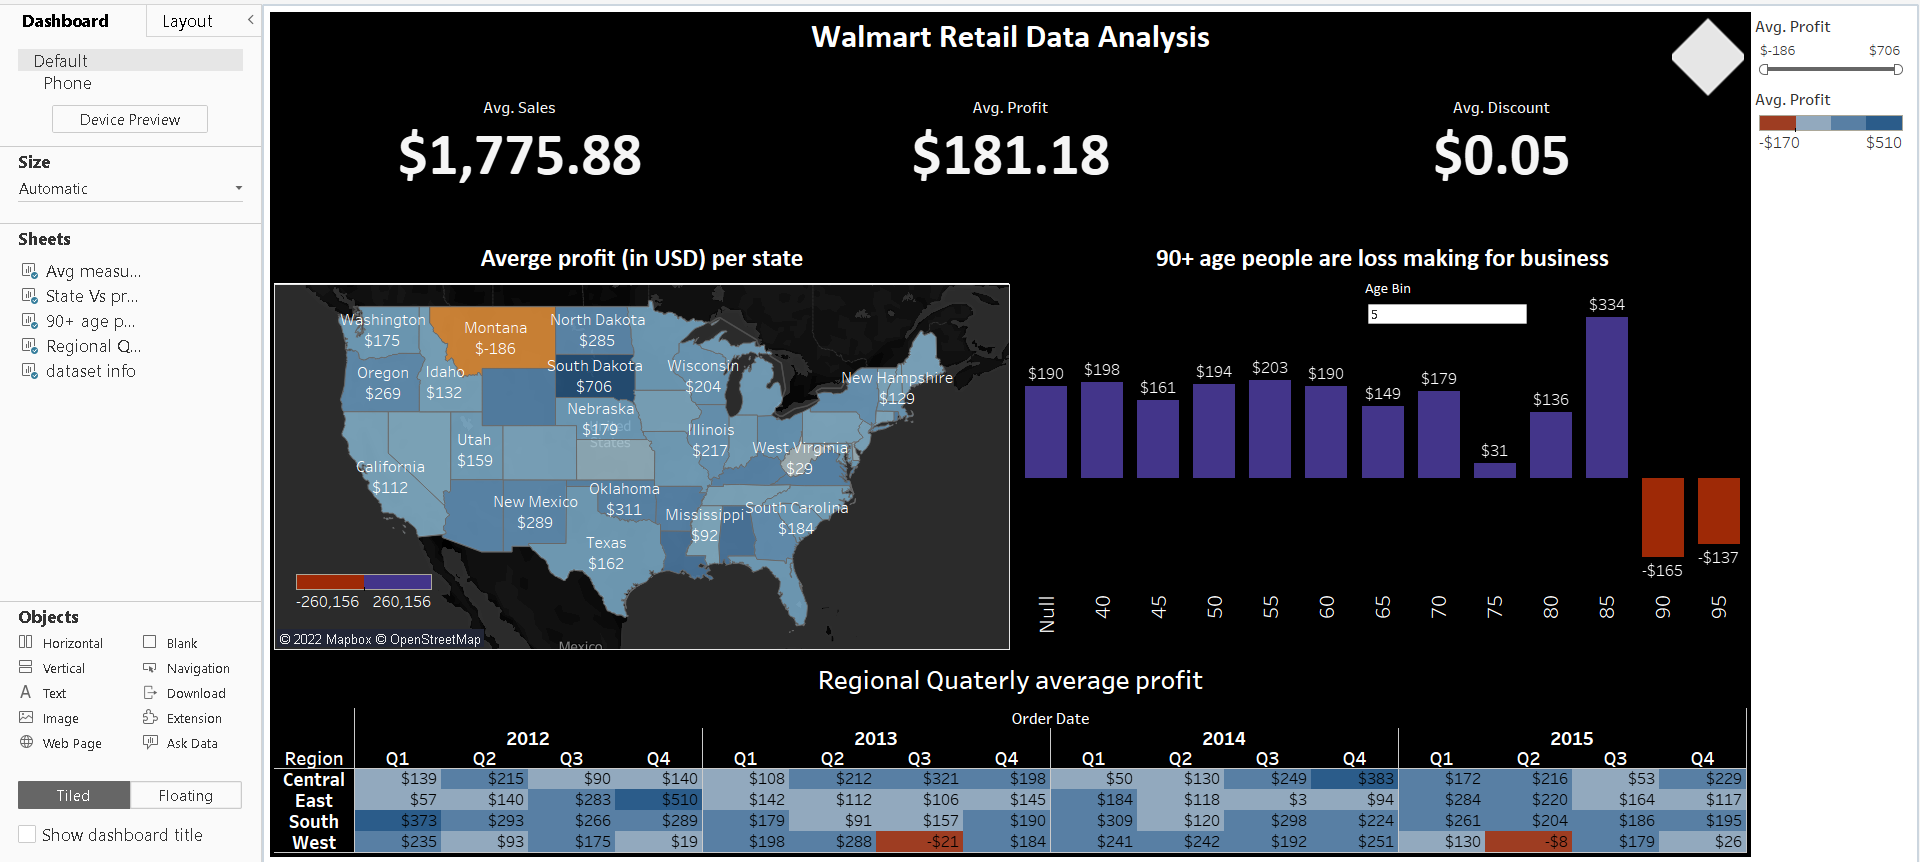 Dashboard
Layout
Default
Phone
Device Preview
Size
Automatic
Sheets
Avg measu...
State Vs pr...
90+ age p...
Regional Q...
dataset info
Objects
Horizontal
Blank
Vertical
Navigation
Text
Download
Image
Extension
Web Page
Ask Data
Tiled
Floating
Show dashboard title
Walmart Retail Data Analysis
Avg. Sales
$1,775.88
Avg. Profit
$181.18
Avg. Discount
$0.05
Averge profit (in USD) per state
Washington
$175
Montana
$-186
North Dakota
$285
Oregon
$269
Idaho
$132
South Dakota
$706
Wisconsin
$204
New Hampshire
$129
Nebraska
$179
United
States
Utah
$159
Illinois
$217
West Virginia
$29
California
$112
New Mexico
$289
Oklahoma
$311
Mississippi
$92
South Carolina
$184
Texas
$162
-260,156 260,156
© 2022 Mapbox © OpenStreetMap
Mexico
90+ age people are loss making for business
Age Bin
5
$190
$198
$161
$194
$203
$190
$149
$179
$31
$136
$334
-$165
-$137
Null 40 45 50 55 60 65 70 75 80 85 90 95
Regional Quaterly average profit
Order Date
2012 2013 2014 2015
Region Q1 Q2 Q3 Q4 Q1 Q2 Q3 Q4 Q1 Q2 Q3 Q4 Q1 Q2 Q3 Q4
Central $139 $215 $90 $140 $108 $212 $321 $198 $50 $130 $249 $383 $172 $216 $53 $229
East $57 $140 $283 $510 $142 $112 $106 $145 $184 $118 $3 $94 $284 $220 $164 $117
South $373 $293 $266 $289 $179 $91 $157 $190 $309 $120 $298 $224 $261 $204 $186 $195
West $235 $93 $175 $19 $198 $288 -$21 $184 $241 $242 $192 $251 $130 -$8 $179 $26
Avg. Profit
$-186 $706
Avg. Profit
-$170 $510